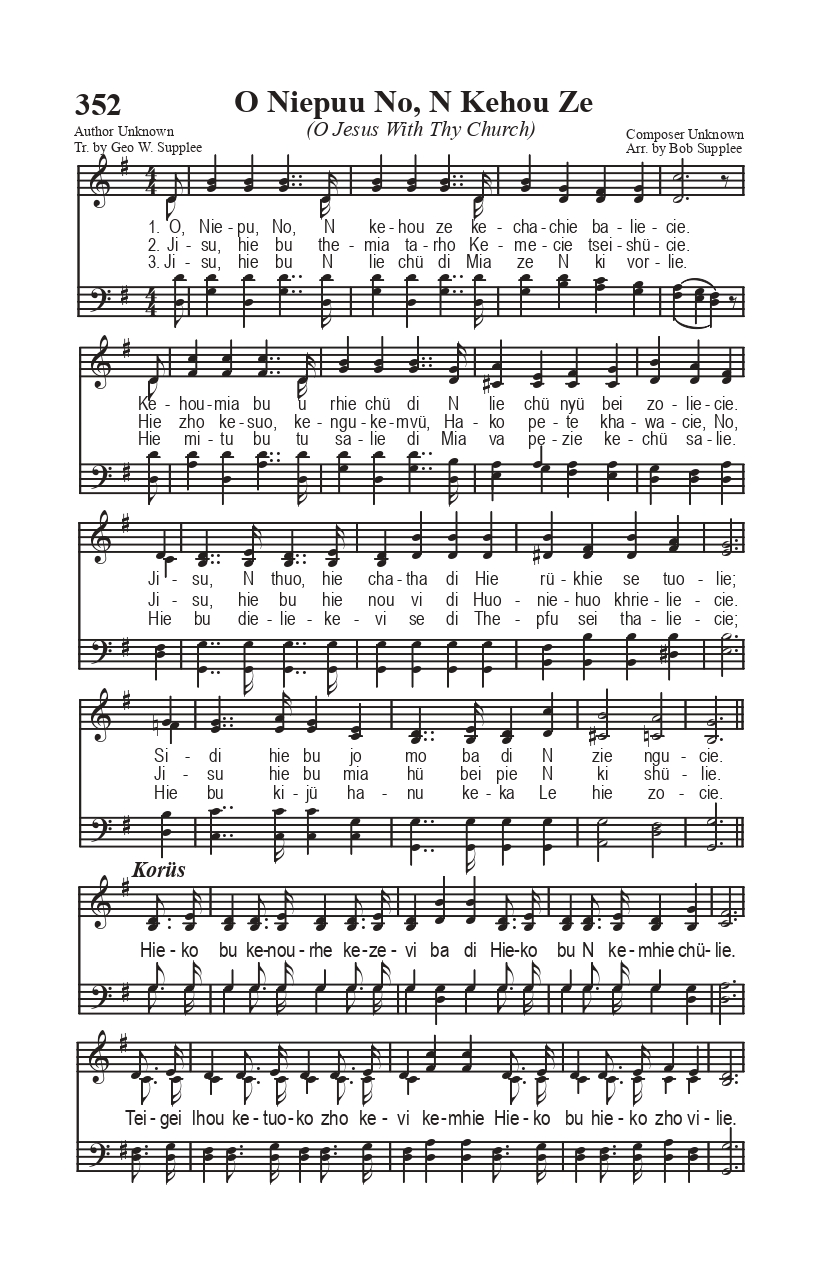 352
O Niepuu No, N Kehou Ze
(O Jesus With Thy Church)
Author Unknown
Tr. by Geo W. Supplee
Composer Unknown
Arr. by Bob Supplee
1. O, Nie-pu, No, N ke-hou ze ke-cha-chie ba-lie-cie.
2. Ji-su, hie bu the-mia ta-rho Ke-me-cie tsei-shü-cie.
3. Ji-su, hie bu N lie chü di Mia ze N ki vor-lie.
Ke-hou-mia bu u rhie chü di N lie chü nyü bei zo-lie-cie.
Hie zho ke-suo, ke-ngu-ke-mvü, Ha-ko pe-te kha-wa-cie, No,
Hie mi-tu bu tu sa-lie di Mia va pe-zie ke-chü sa-lie.
Ji-su, N thuo, hie cha-tha di Hie rü-khie se tuo-lie;
Ji-su, hie bu hie nou vi di Huo-nie-huo khrie-lie-cie.
Hie bu die-lie-ke-vi se di The-pfu sei tha-lie-cie;
Si-di hie bu jo mo ba di N zie ngu-cie.
Ji-su hie bu mia hü bei pie N ki shü-lie.
Hie bu ki-jü ha-nu ke-ka Le hie zo-cie.
Korüs
Hie-ko bu ke-nou-rhe ke-ze-vi ba di Hie-ko bu N ke-mhie chü-lie.
Tei-gei lhou ke-tuo-ko zho ke-vi ke-mhie Hie-ko bu hie-ko zho vi-lie.